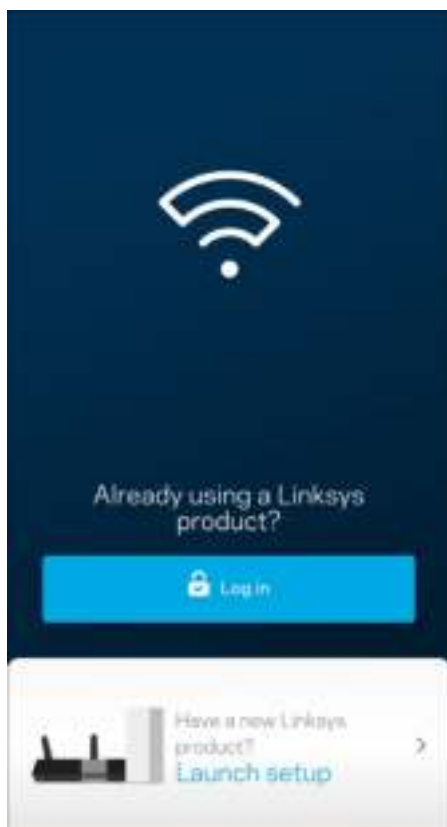 Already using a Linksys
product?
Log in
Have a new Linksys
product?
Launch setup